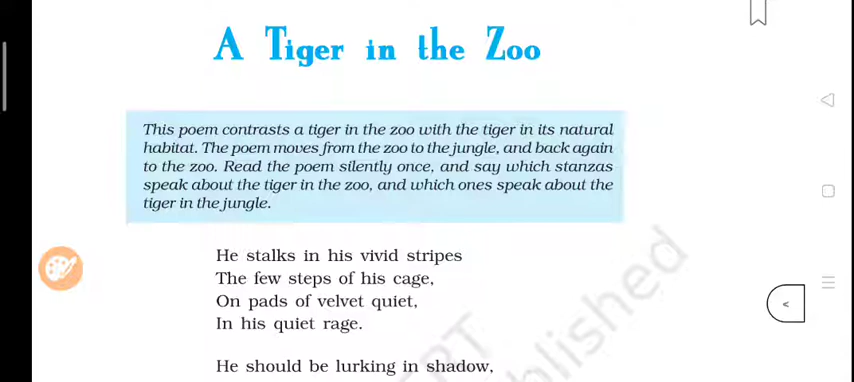 A Tiger in the Zoo
This poem contrasts a tiger in the zoo with the tiger in its natural
habitat. The poem moves from the zoo to the jungle, and back again
to the zoo. Read the poem silently once, and say which stanzas
speak about the tiger in the zoo, and which ones speak about the
tiger in the jungle.
He stalks in his vivid stripes
The few steps of his cage,
On pads of velvet quiet,
In his quiet rage.
He should be lurking in shadow,